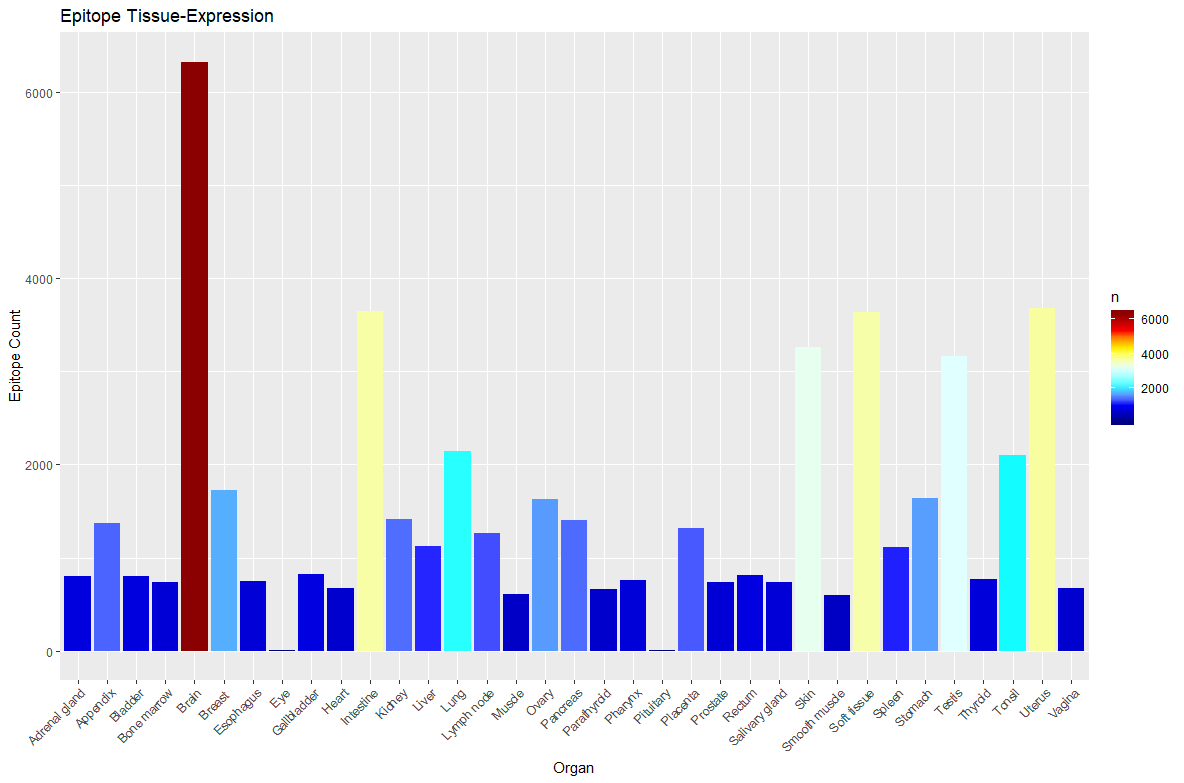 Epitope Tissue-Expression
Epitope Count
6000
4000
2000
0
Adrenal gland
Appendix
Bladder
Bone marrow
Brain
Breast
Esophagus
Eye
Gallbladder
Heart
Intestine
Kidney
Liver
Lung
Lymph node
Muscle
Ovary
Pancreas
Parathyroid
Pharynx
Pituitary
Placenta
Prostate
Rectum
Salivary gland
Skin
Smooth muscle
Soft tissue
Spleen
Stomach
Testis
Thyroid
Tonsil
Uterus
Vagina
Organ
n
6000
4000
2000